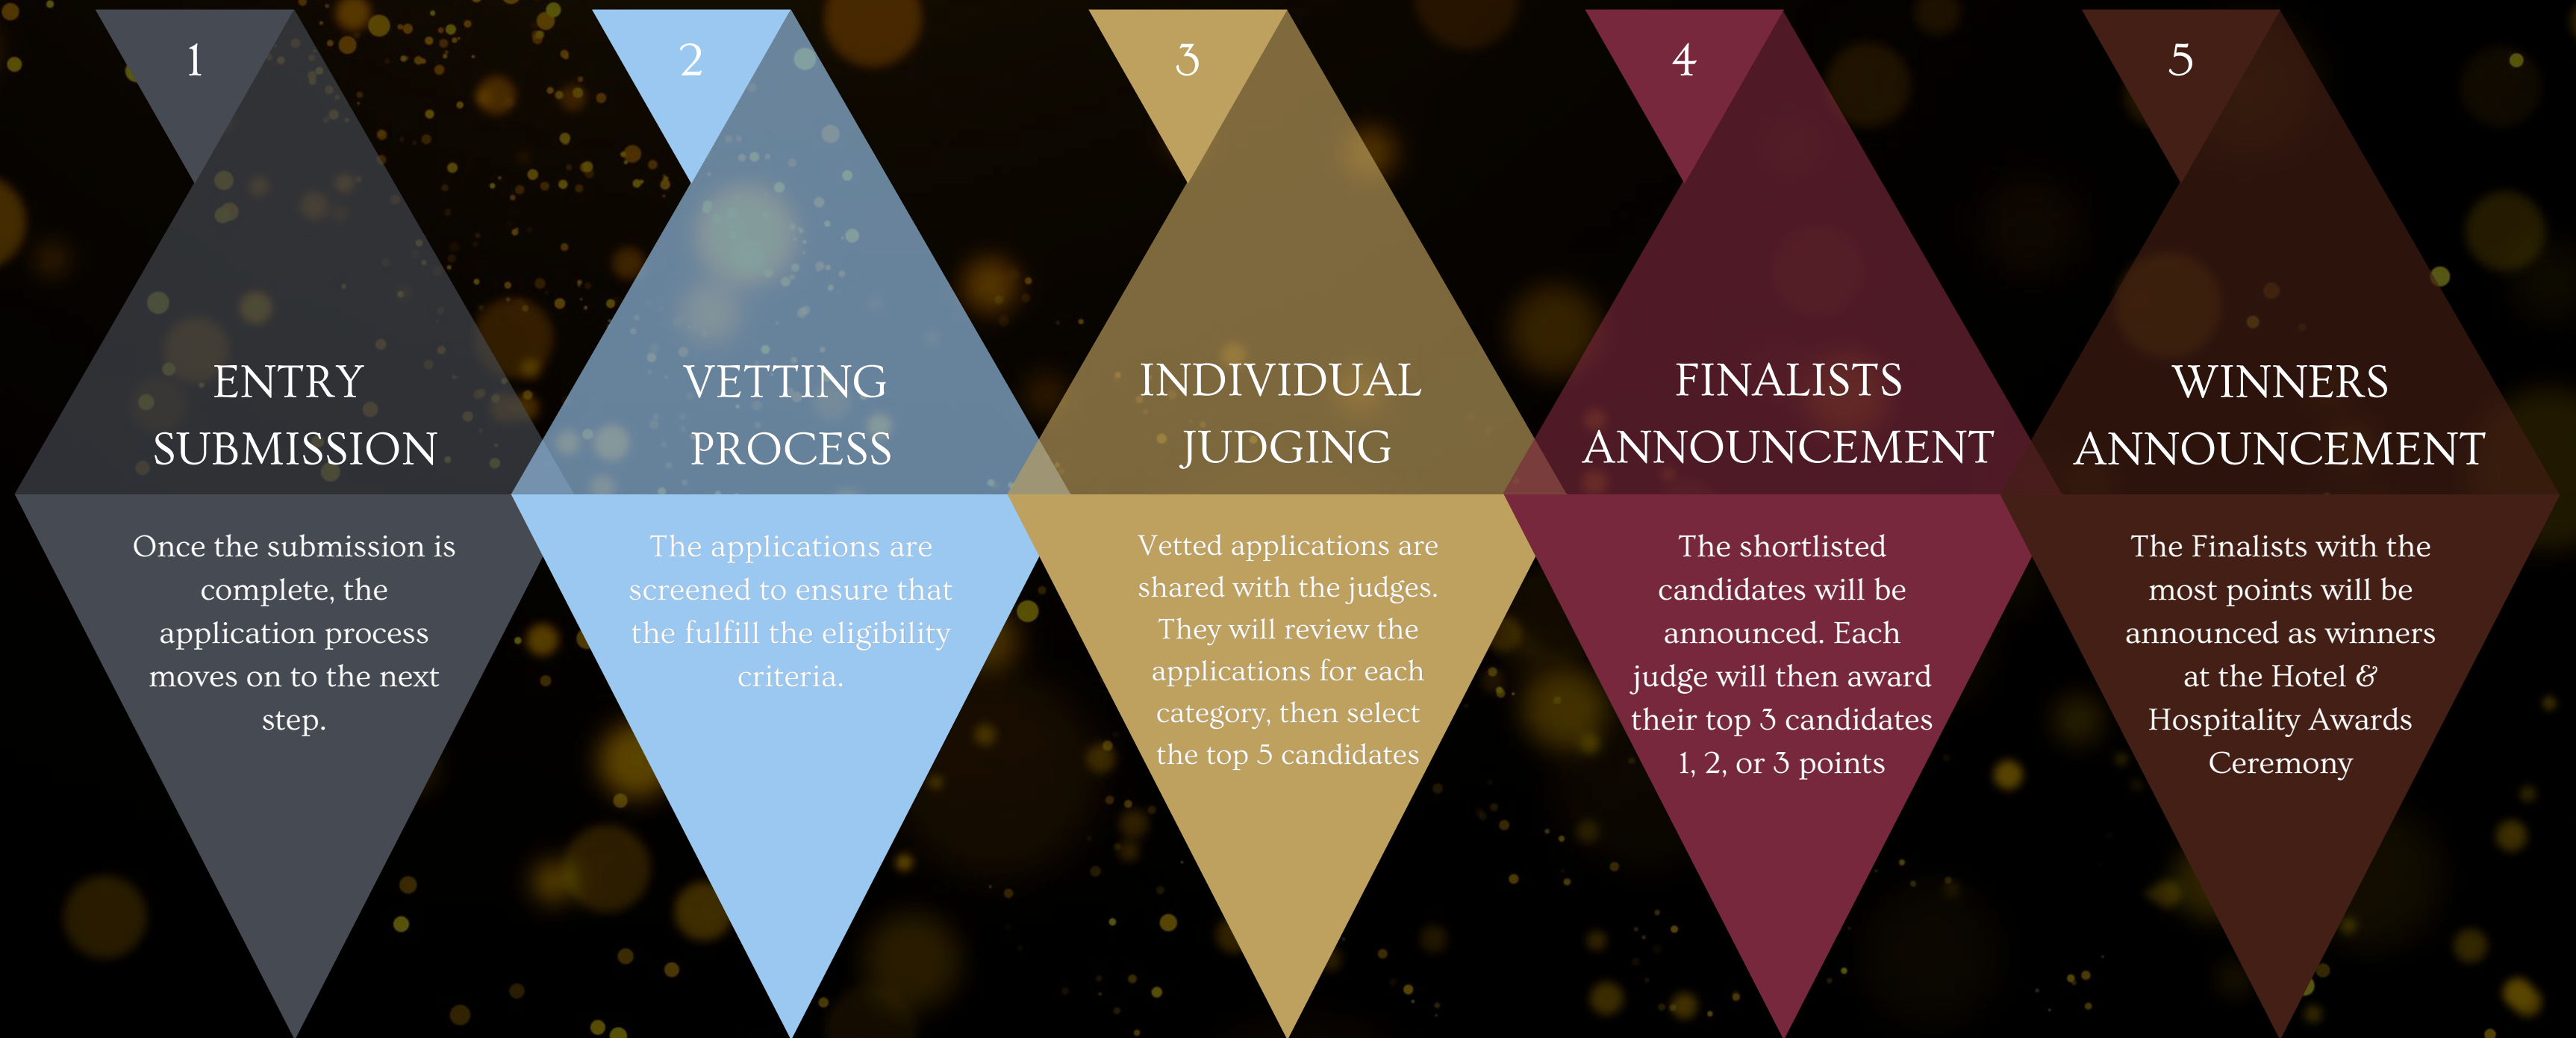 1
ENTRY
SUBMISSION
Once the submission is
complete, the
application process
moves on to the next
step.
2
VETTING
PROCESS
The applications are
screened to ensure that
the fulfill the eligibility
criteria.
3
INDIVIDUAL
JUDGING
Vetted applications are
shared with the judges.
They will review the
applications for each
category, then select
the top 5 candidates
4
FINALISTS
ANNOUNCEMENT
The shortlisted
candidates will be
announced. Each
judge will then award
their top 3 candidates
1, 2, or 3 points
5
WINNERS
ANNOUNCEMENT
The Finalists with the
most points will be
announced as winners
at the Hotel &
Hospitality Awards
Ceremony